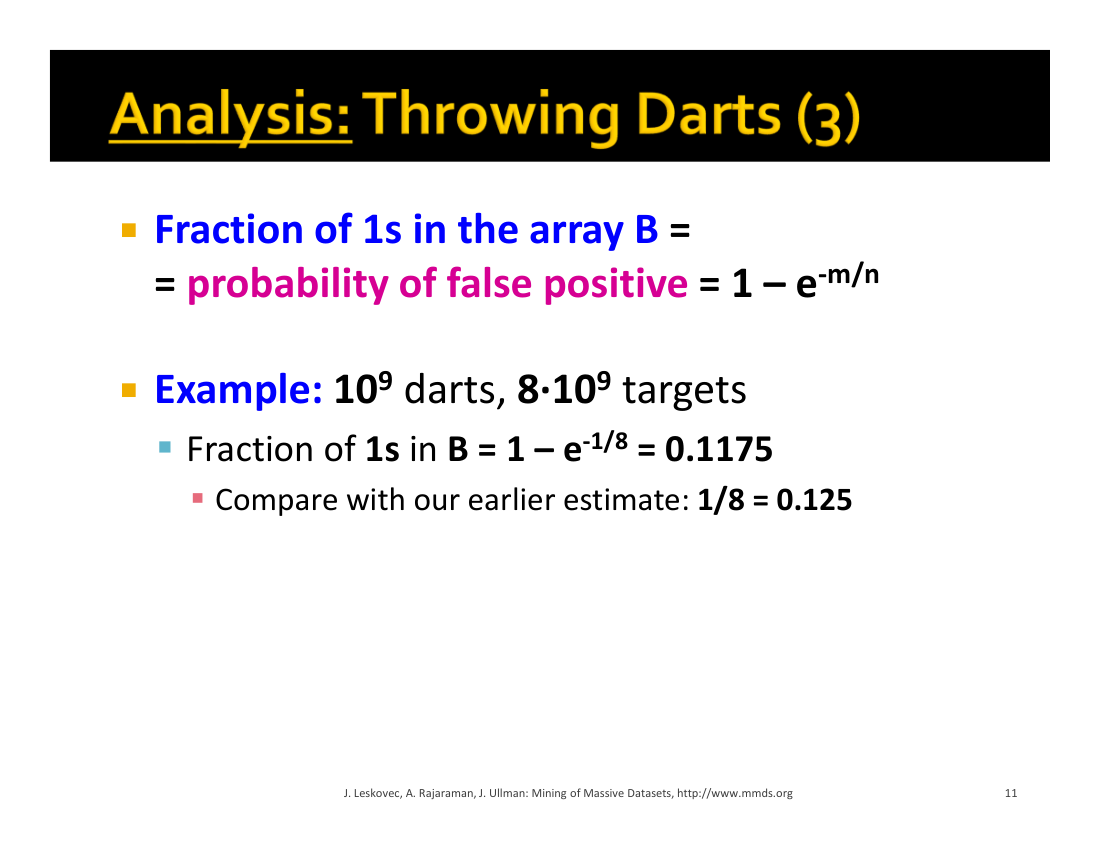 Analysis: Throwing Darts (3)
▪ Fraction of 1s in the array B =
= probability of false positive = 1 – e^-m/n
▪ Example: 10^9 darts, 8·10^9 targets
▪ Fraction of 1s in B = 1 – e^-1/8 = 0.1175
▪ Compare with our earlier estimate: 1/8 = 0.125
J. Leskovec, A. Rajaraman, J. Ullman: Mining of Massive Datasets, http://www.mmds.org 11